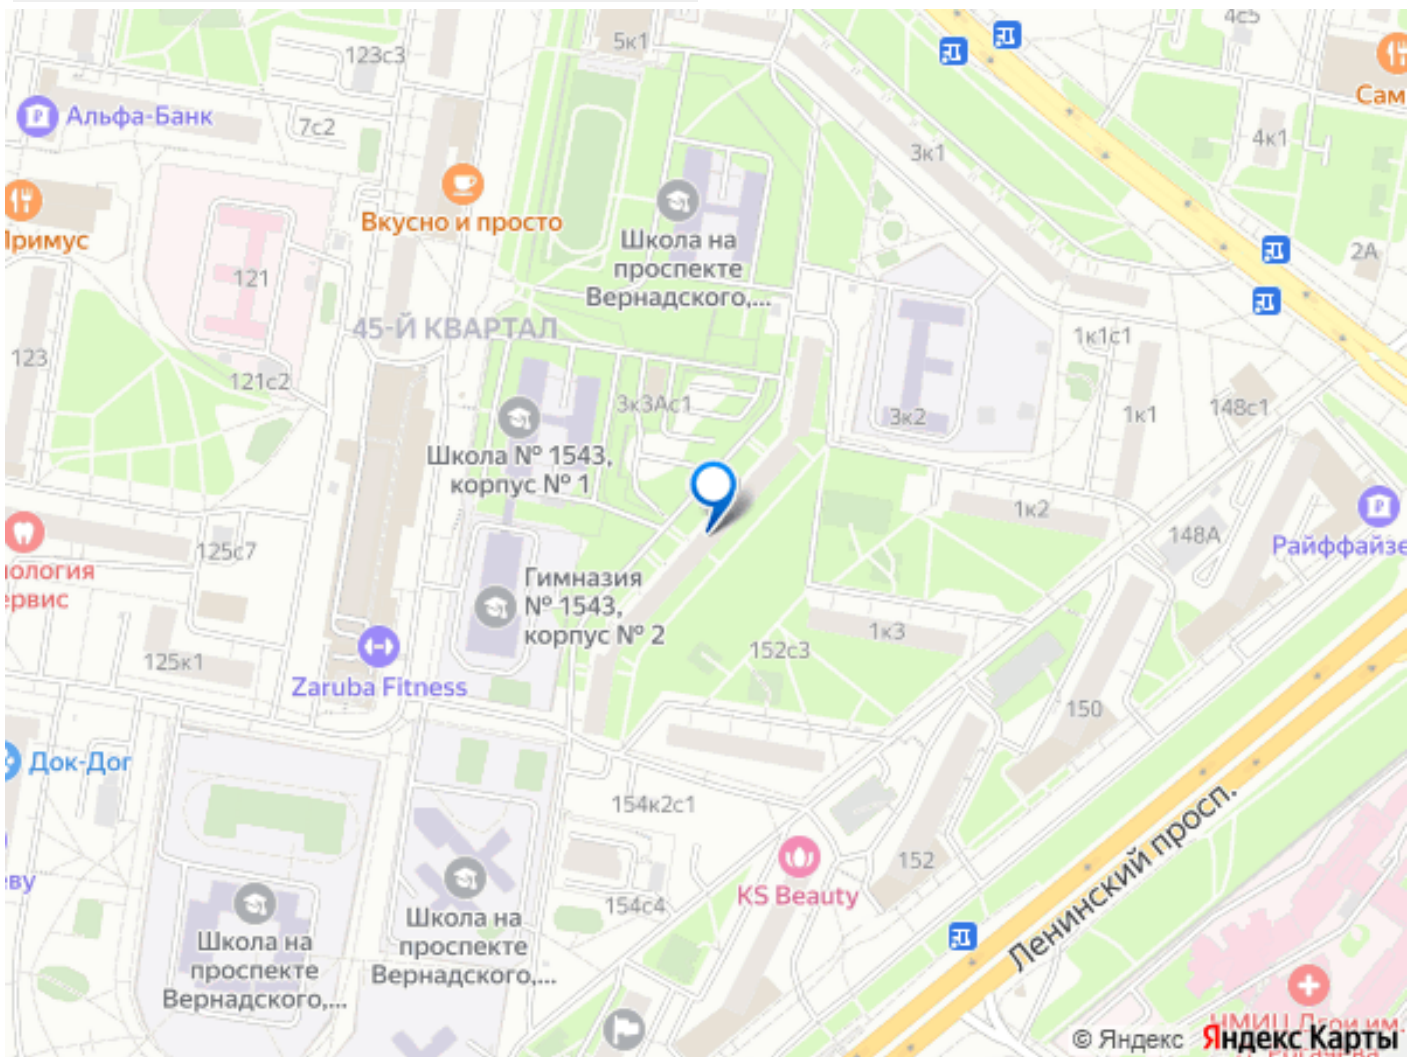 4с5
5к1
123с3
Сам
Альфа-Банк
7с2
4к1
3к1
Вкусно и просто
Примус
Школа на
проспекте
Вернадского,...
2А
121
45-Й КВАРТАЛ
1к1с1
123
121с2
3к3Ас1
3к2
1к1
148с1
Школа № 1543,
корпус № 1
1к2
148А
Райффайзе
125с7
ология
ервис
Гимназия
№ 1543,
корпус № 2
1к3
152с3
125к1
Zaruba Fitness
150
Док-Дог
154к2с1
Ленинский просп.
152
еву
KS Beauty
154с4
Школа на
проспекте
Вернадского,...
Школа на
проспекте
Вернадского,...
© Яндекс Яндекс Карты